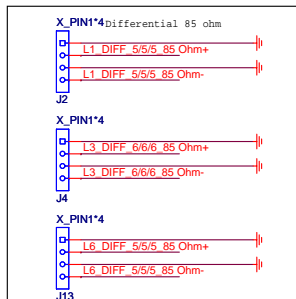 X_PIN1*4 Differential 85 ohm
L1_DIFF_5/5/5_85 Ohm+
L1_DIFF_5/5/5_85 Ohm-
J2
X_PIN1*4
L3_DIFF_6/6/6_85 Ohm+
L3_DIFF_6/6/6_85 Ohm-
J4
X_PIN1*4
L6_DIFF_5/5/5_85 Ohm+
L6_DIFF_5/5/5_85 Ohm-
J13